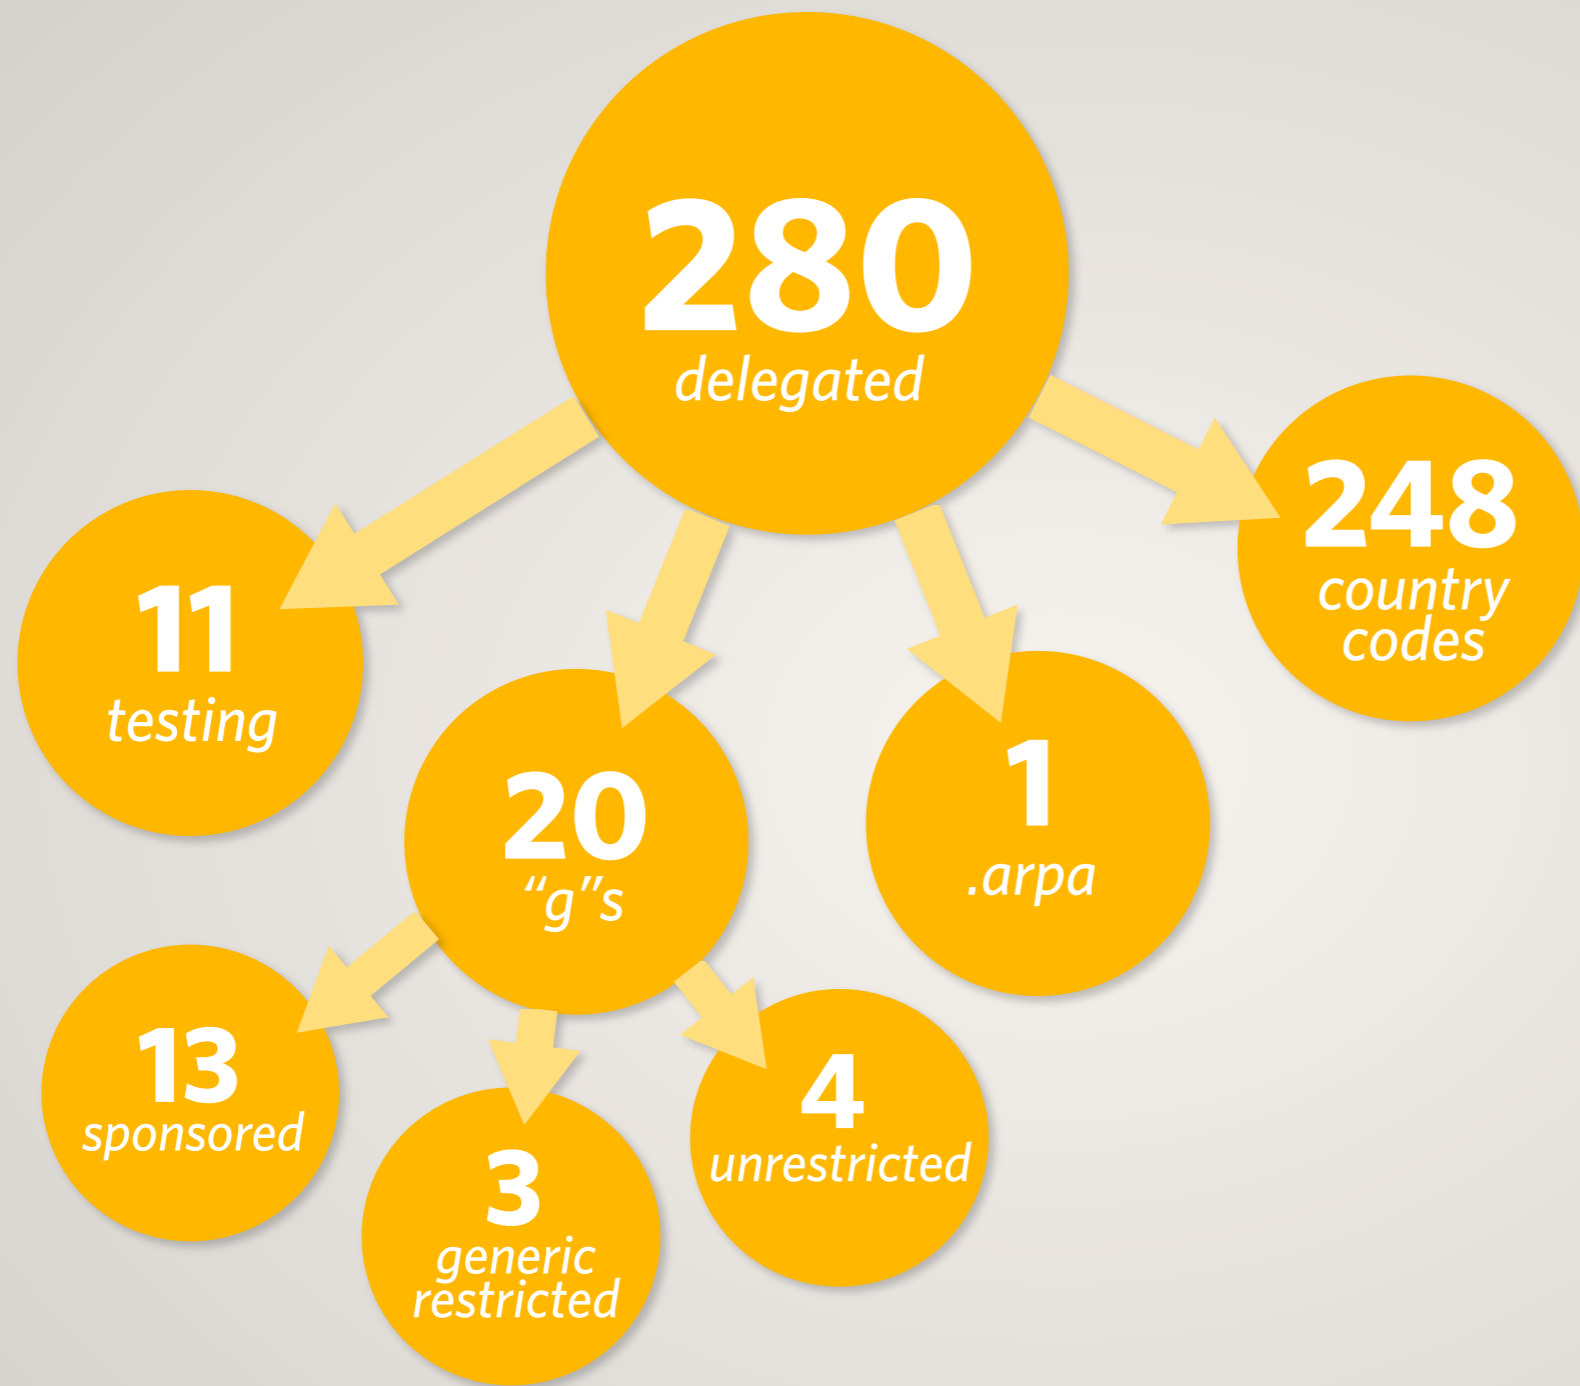 280
delegated
248
country
codes
11
testing
20
“g”s
1
.arpa
13
sponsored
3
generic
restricted
4
unrestricted